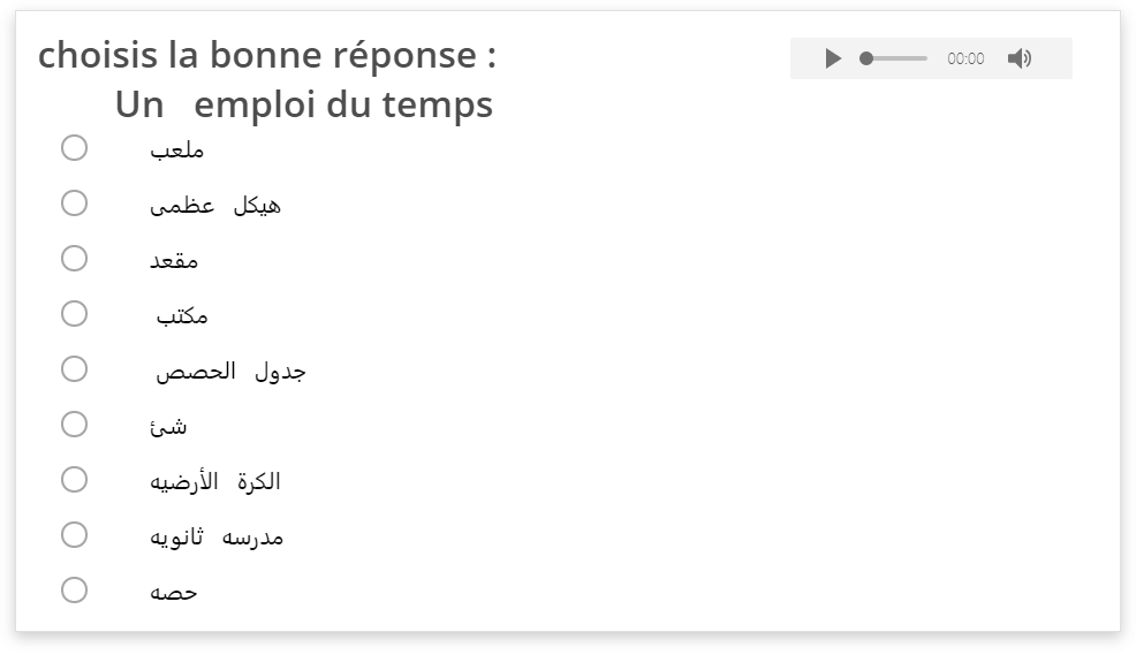 choisis la bonne réponse :
00:00
Un emploi du temps
ملعب
هيكل عظمى
مقعد
مكتب
جدول الحصص
شئ
الكرة الأرضيه
مدرسه ثانويه
حصه